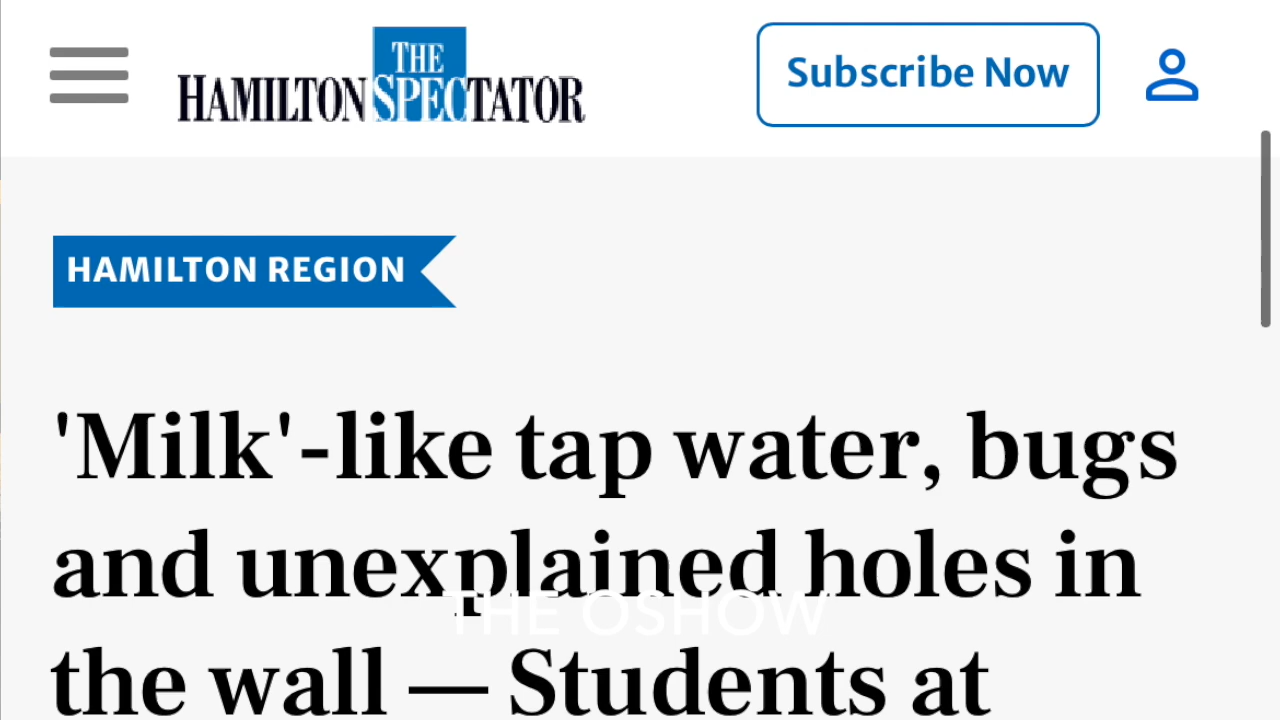 THE
HAMILTON SPECTATOR
Subscribe Now
HAMILTON REGION
'Milk'-like tap water, bugs
and unexplained holes in
THE OSHOW
the wall — Students at